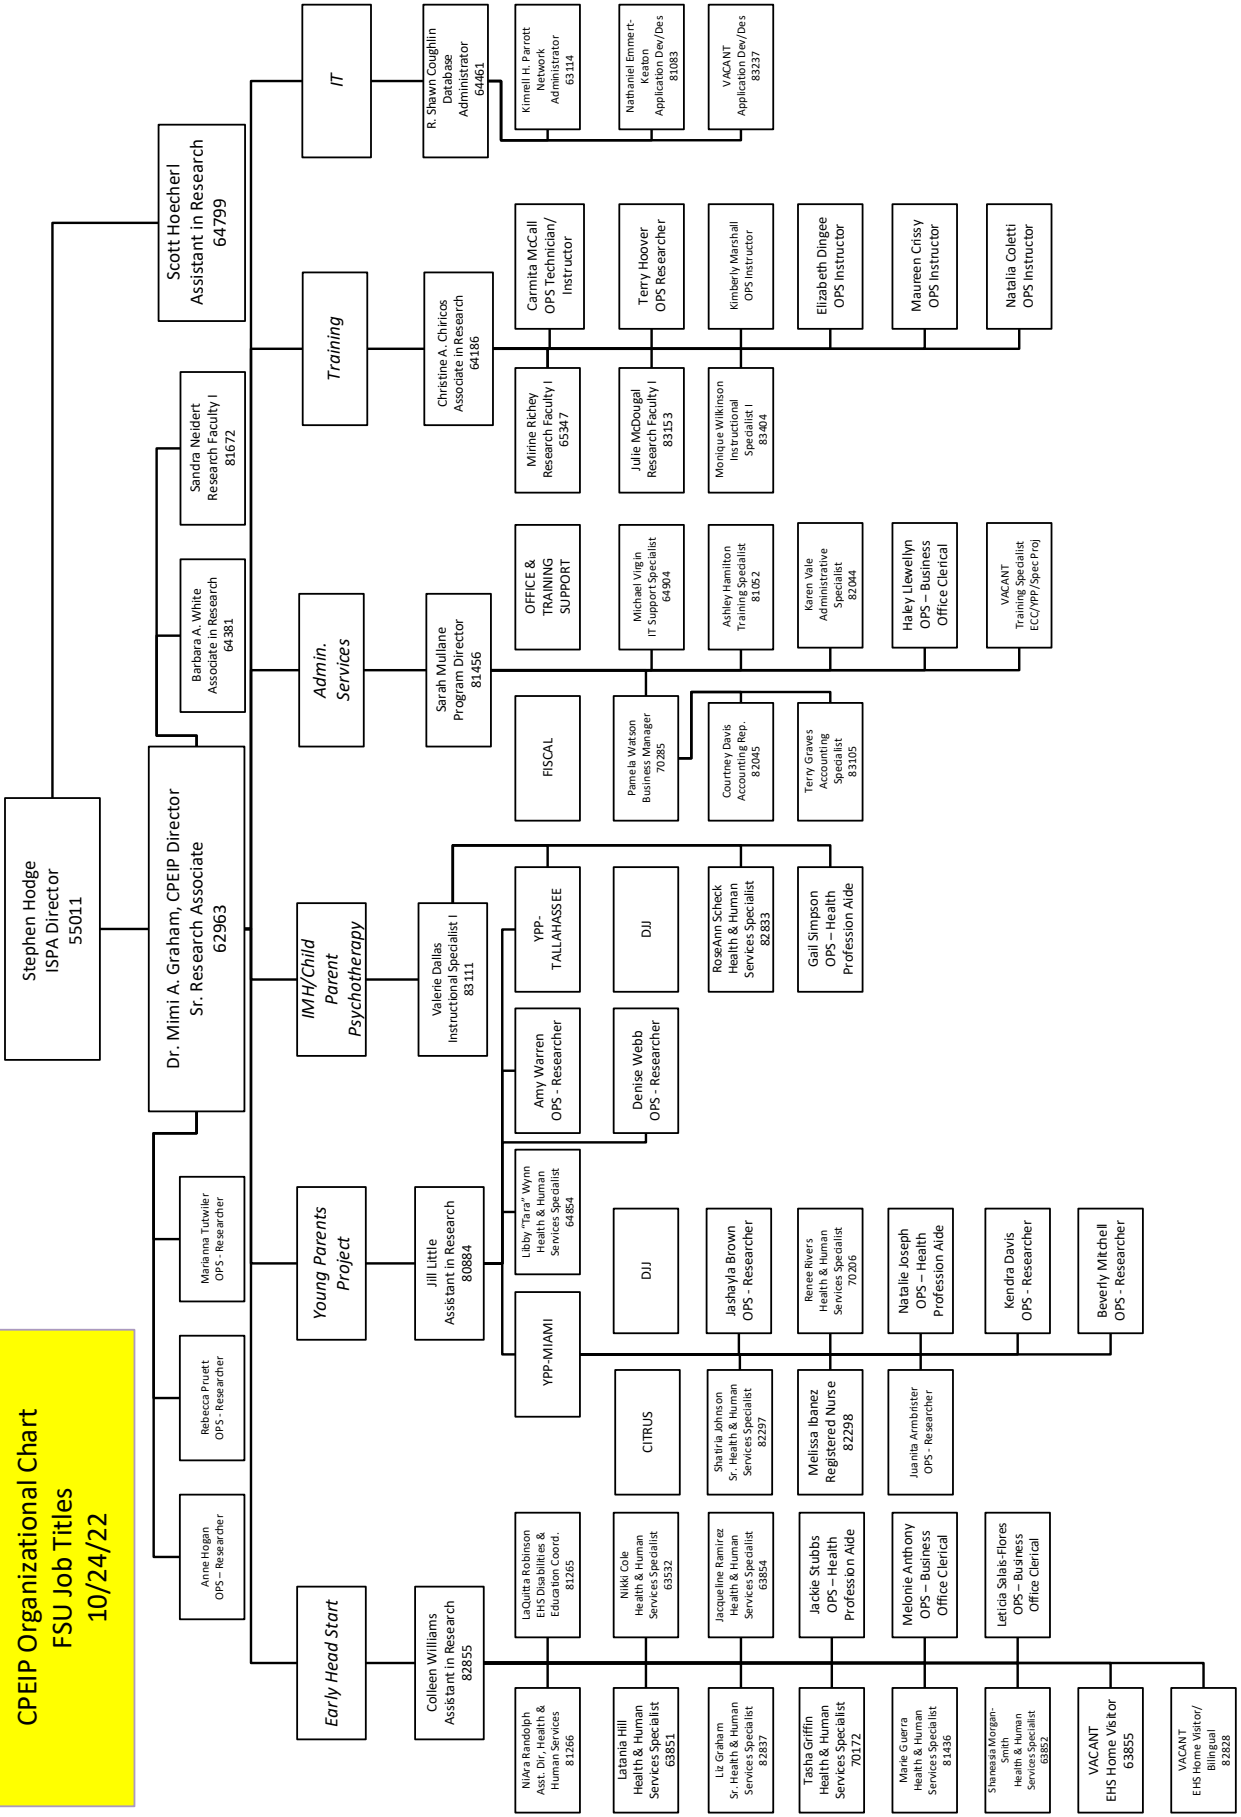 CPEIP Organizational Chart
FSU Job Titles
10/24/22
Stephen Hodge
ISPA Director
55011
Dr. Mimi A. Graham, CPEIP Director
Sr. Research Associate
62963
Scott Hoecherl
Assistant in Research
64799
Anne Hogan
OPS – Researcher
Rebecca Pruett
OPS - Researcher
Marianna Tutwiler
OPS - Researcher
Barbara A. White
Associate in Research
64381
Sandra Neidert
Research Faculty I
81672
Early Head Start
Colleen Williams
Assistant in Research
82855
NiAra Randolph
Asst. Dir, Health &
Human Services
81266
LaQuitta Robinson
EHS Disabilities &
Education Coord.
81265
Latania Hill
Health & Human
Services Specialist
63851
Nikki Cole
Health & Human
Services Specialist
63532
Liz Graham
Sr. Health & Human
Services Specialist
82837
Jacqueline Ramirez
Health & Human
Services Specialist
63854
Tasha Griffin
Health & Human
Services Specialist
70172
Jackie Stubbs
OPS – Health
Profession Aide
Marie Guerra
Health & Human
Services Specialist
81436
Melonie Anthony
OPS – Business
Office Clerical
Shaneasia Morgan-
Smith
Health & Human
Services Specialist
63852
Leticia Salais-Flores
OPS – Business
Office Clerical
VACANT
EHS Home Visitor
63855
VACANT
EHS Home Visitor/
Bilingual
82828
Young Parents
Project
Jill Little
Assistant in Research
80884
YPP-MIAMI
Libby “Tara” Wynn
Health & Human
Services Specialist
64854
Amy Warren
OPS - Researcher
YPP-
TALLAHASSEE
Denise Webb
OPS - Researcher
CITRUS
DJJ
Shatiria Johnson
Sr. Health & Human
Services Specialist
82297
Jashayla Brown
OPS - Researcher
Melissa Ibanez
Registered Nurse
82298
Renee Rivers
Health & Human
Services Specialist
70206
Juanita Armbrister
OPS - Researcher
Natalie Joseph
OPS – Health
Profession Aide
Kendra Davis
OPS - Researcher
Beverly Mitchell
OPS - Researcher
IMH/Child
Parent
Psychotherapy
Valerie Dallas
Instructional Specialist I
83111
DJJ
RoseAnn Scheck
Health & Human
Services Specialist
82833
Gail Simpson
OPS – Health
Profession Aide
Admin.
Services
Sarah Mullane
Program Director
81456
FISCAL
OFFICE &
TRAINING
SUPPORT
Pamela Watson
Business Manager
70285
Michael Virgin
IT Support Specialist
64904
Courtney Davis
Accounting Rep.
82045
Ashley Hamilton
Training Specialist
81052
Terry Graves
Accounting
Specialist
83105
Karen Vale
Administrative
Specialist
82044
Haley Llewellyn
OPS – Business
Office Clerical
VACANT
Training Specialist
ECC/YPP/Spec Proj
Training
Christine A. Chiricos
Associate in Research
64186
Mirine Richey
Research Faculty I
65347
Carmita McCall
OPS Technician/
Instructor
Julie McDougal
Research Faculty I
83153
Terry Hoover
OPS Researcher
Monique Wilkinson
Instructional
Specialist I
83404
Kimberly Marshall
OPS Instructor
Elizabeth Dingee
OPS Instructor
Maureen Crissy
OPS Instructor
Natalia Coletti
OPS Instructor
IT
R. Shawn Coughlin
Database
Administrator
64461
Kimrell H. Parrott
Network
Administrator
63114
Nathaniel Emmert-
Keaton
Application Dev/Des
81083
VACANT
Application Dev/Des
83237